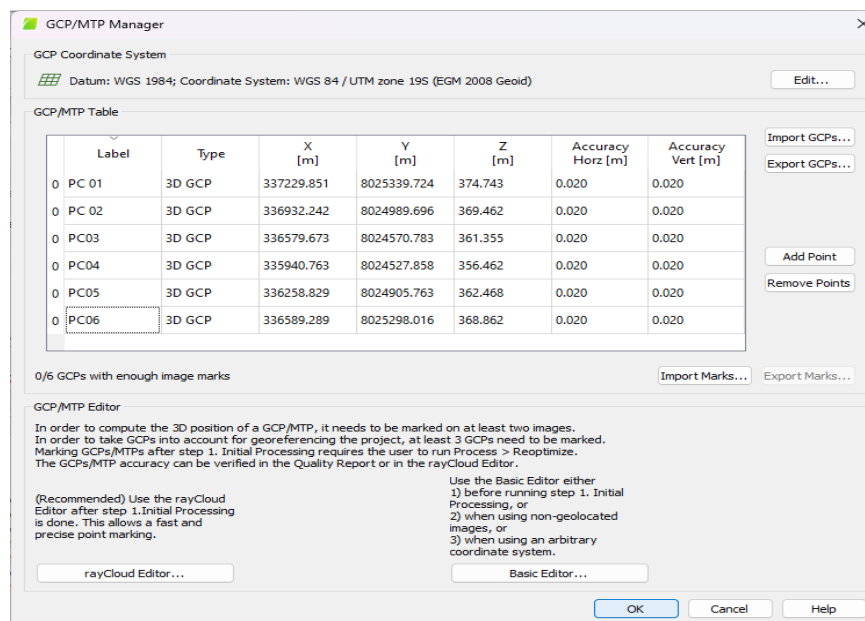 GCP/MTP Manager
GCP Coordinate System
Datum: WGS 1984; Coordinate System: WGS 84 / UTM zone 19S (EGM 2008 Geoid)
Edit...
GCP/MTP Table
Label Type X [m] Y [m] Z [m] Accuracy Horz [m] Accuracy Vert [m]
0 PC 01 3D GCP 337229.851 8025339.724 374.743 0.020 0.020
0 PC 02 3D GCP 336932.242 8024989.696 369.462 0.020 0.020
0 PC03 3D GCP 336579.673 8024570.783 361.355 0.020 0.020
0 PC04 3D GCP 335940.763 8024527.858 356.462 0.020 0.020
0 PC05 3D GCP 336258.829 8024905.763 362.468 0.020 0.020
0 PC06 3D GCP 336589.289 8025298.016 368.862 0.020 0.020
Import GCPs...
Export GCPs...
Add Point
Remove Points
0/6 GCPs with enough image marks
Import Marks...
Export Marks...
GCP/MTP Editor
In order to compute the 3D position of a GCP/MTP, it needs to be marked on at least two images.
In order to take GCPs into account for georeferencing the project, at least 3 GCPs need to be marked.
Marking GCPs/MTPs after step 1. Initial Processing requires the user to run Process > Reoptimize.
The GCPs/MTP accuracy can be verified in the Quality Report or in the rayCloud Editor.
(Recommended) Use the rayCloud
Editor after step 1.Initial Processing
is done. This allows a fast and
precise point marking.
rayCloud Editor...
Use the Basic Editor either
1) before running step 1. Initial
Processing, or
2) when using non-geolocated
images, or
3) when using an arbitrary
coordinate system.
Basic Editor...
OK
Cancel
Help